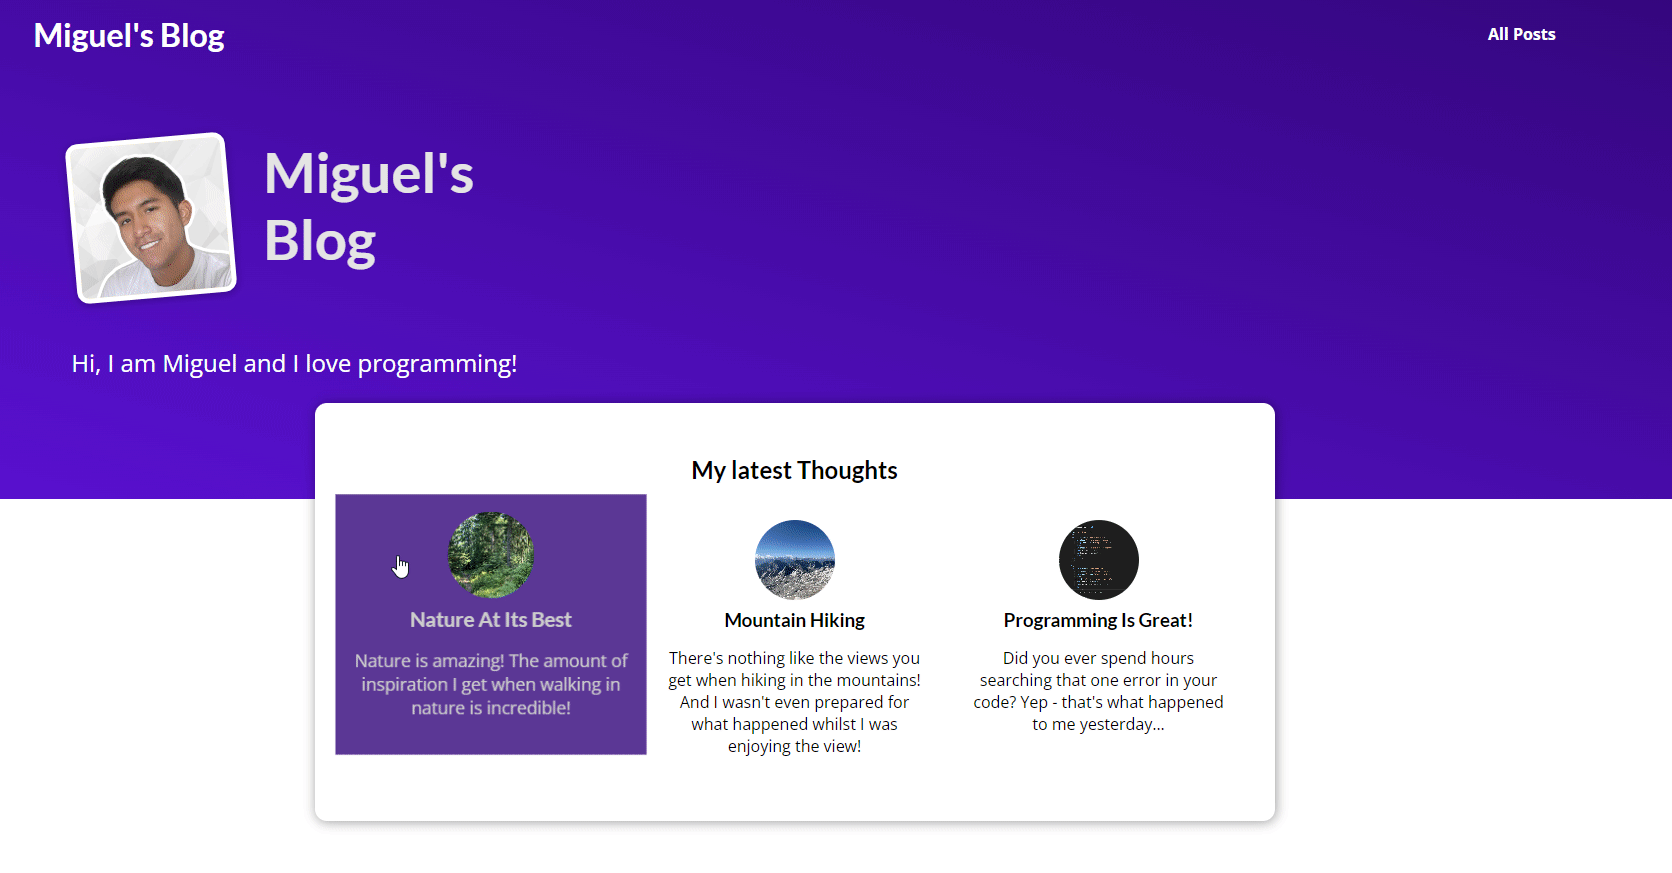 Miguel's Blog
All Posts
Miguel's
Blog
Hi, I am Miguel and I love programming!
My latest Thoughts
Nature At Its Best
Nature is amazing! The amount of
inspiration I get when walking in
nature is incredible!
Mountain Hiking
There's nothing like the views you
get when hiking in the mountains!
And I wasn't even prepared for
what happened whilst I was
enjoying the view!
Programming Is Great!
Did you ever spend hours
searching that one error in your
code? Yep - that's what happened
to me yesterday...